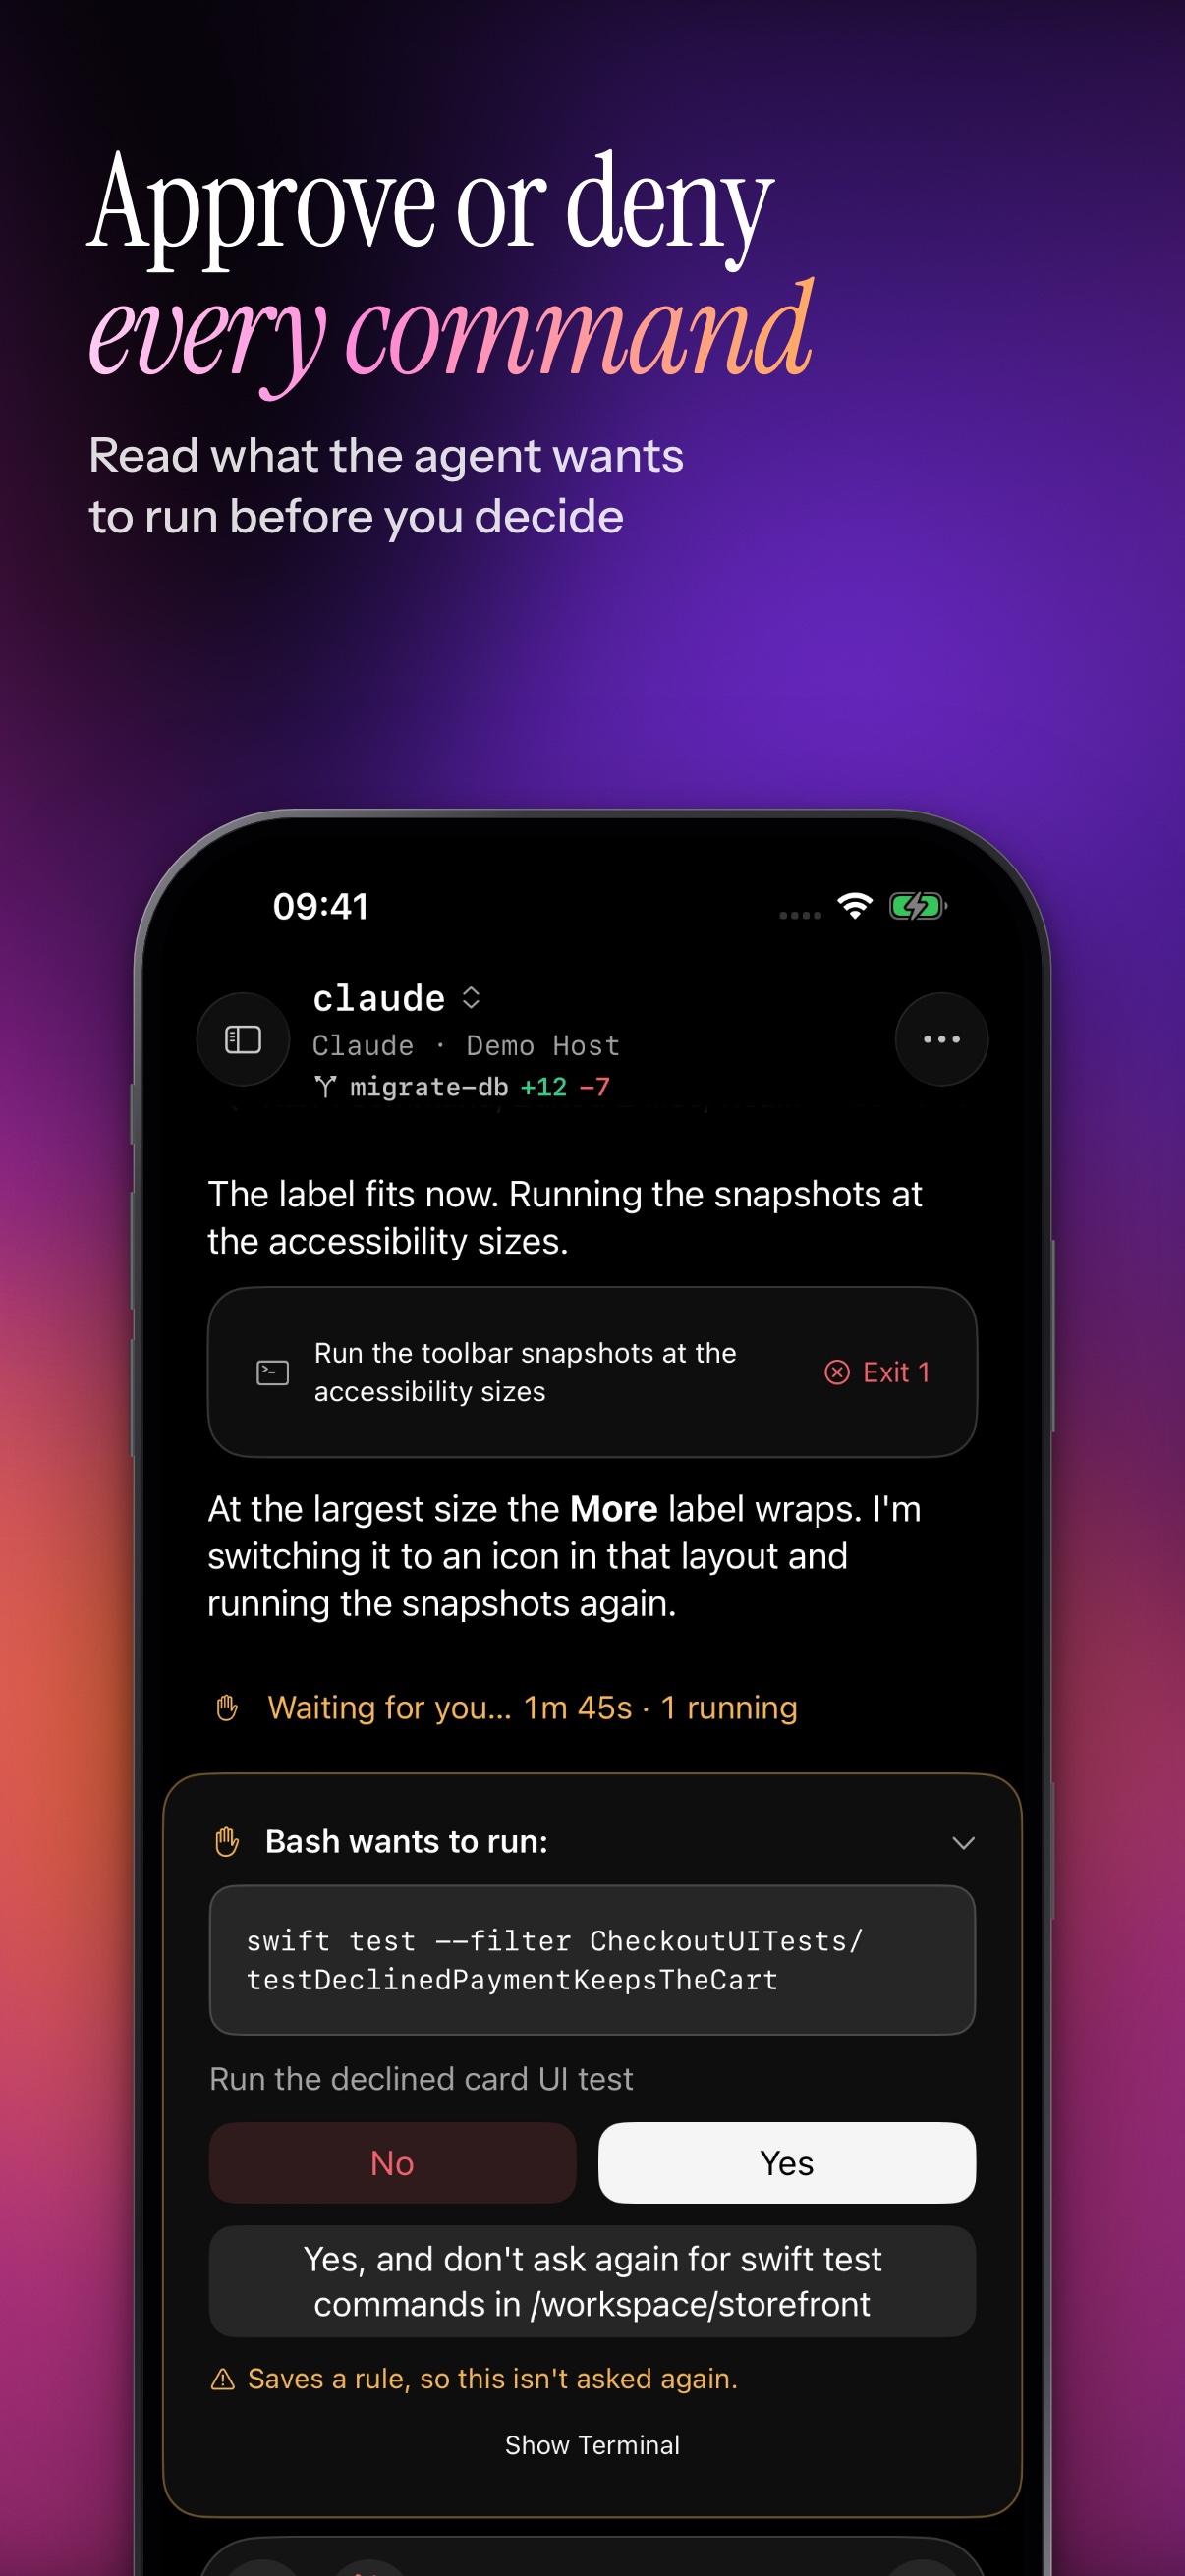 Approve or deny
every command
Read what the agent wants
to run before you decide
09:41
claude
Claude · Demo Host
migrate-db +12 -7
The label fits now. Running the snapshots at
the accessibility sizes.
Run the toolbar snapshots at the
accessibility sizes
Exit 1
At the largest size the More label wraps. I'm
switching it to an icon in that layout and
running the snapshots again.
Waiting for you... 1m 45s · 1 running
Bash wants to run:
swift test --filter CheckoutUITests/
testDeclinedPaymentKeepsTheCart
Run the declined card UI test
No
Yes
Yes, and don't ask again for swift test
commands in /workspace/storefront
Saves a rule, so this isn't asked again.
Show Terminal